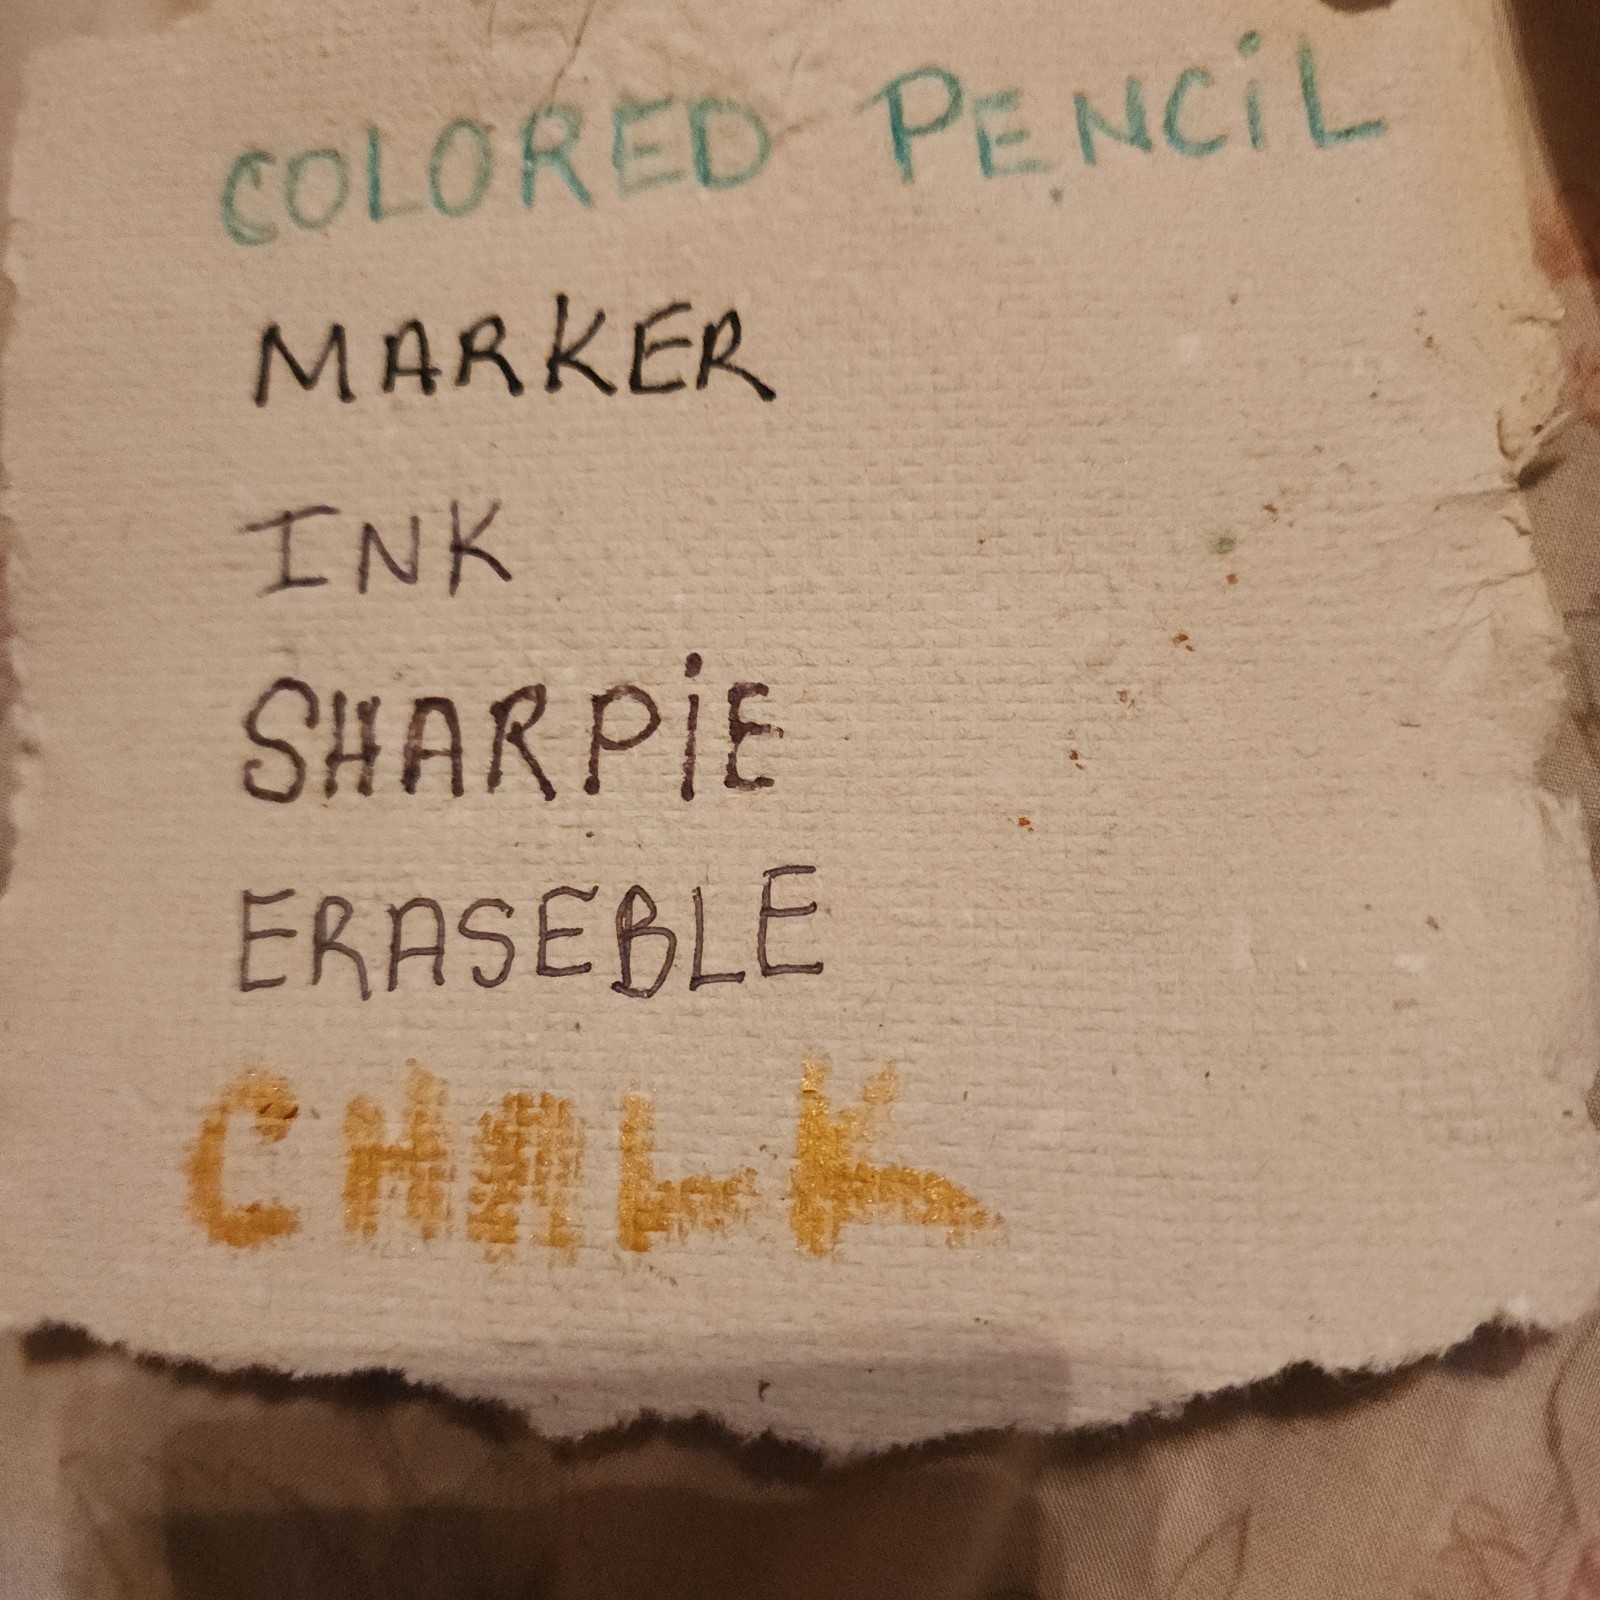 COLORED PENCiL
MARKER
INK
SHARPiE
ERASEBLE
CHALK